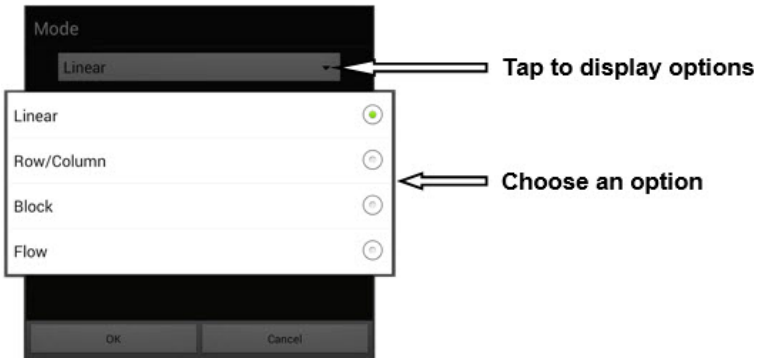 Mode
Linear
Tap to display options
Linear
Row/Column
Choose an option
Block
Flow
OK
Cancel